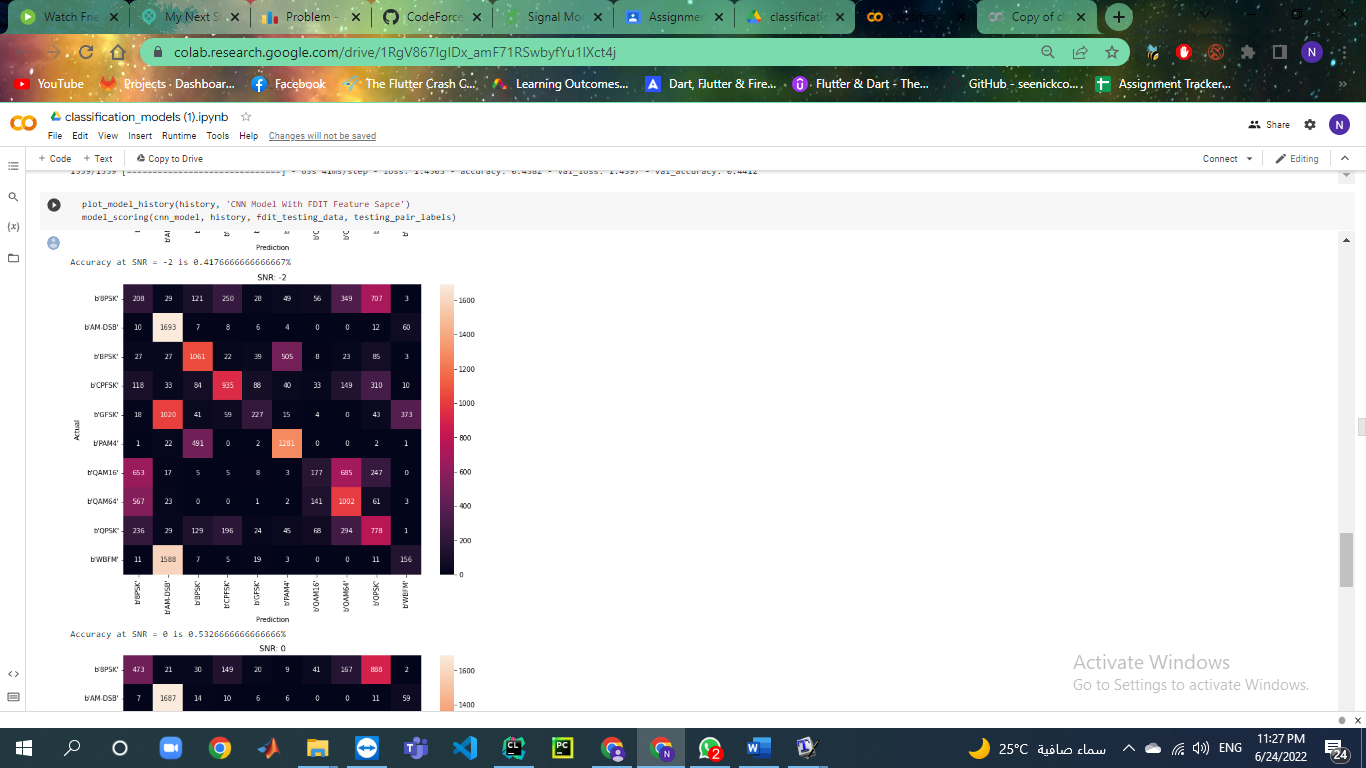 Watch Frie
My Next S
Problem -
CodeForce
Signal Mo
Assignmen
classificatio
Copy of cl
colab.research.google.com/drive/1RgV867IgIDx_amF71RSwbyfYu1IXct4j
N
YouTube
Projects · Dashboar...
Facebook
The Flutter Crash C...
Learning Outcomes...
Dart, Flutter & Fire...
Flutter & Dart - The...
GitHub - seenickco...
Assignment Tracker...
»
classification_models (1).ipynb
File Edit View Insert Runtime Tools Help Changes will not be saved
Share
N
+ Code + Text Copy to Drive
Connect
Editing
plot_model_history(history, 'CNN Model With FDIT Feature Sapce')
model_scoring(cnn_model, history, fdit_testing_data, testing_pair_labels)
Prediction
Accuracy at SNR = -2 is 0.4176666666666667%
SNR: -2
b'8PSK' 208 29 121 250 28 49 56 349 707 3
b'AM-DSB' 10 1693 7 8 6 4 0 0 12 60
b'BPSK' 27 27 1061 22 39 505 8 23 85 3
b'CPFSK' 118 33 84 935 88 40 33 149 310 10
b'GFSK' 18 1020 41 59 227 15 4 0 43 373
b'PAM4' 1 22 491 0 2 1281 0 0 2 1
b'QAM16' 653 17 5 5 8 3 177 685 247 0
b'QAM64' 567 23 0 0 1 2 141 1002 61 3
b'QPSK' 236 29 129 196 24 45 68 294 778 1
b'WBFM' 11 1588 7 5 19 3 0 0 11 156
Actual
b'8PSK' b'AM-DSB' b'BPSK' b'CPFSK' b'GFSK' b'PAM4' b'QAM16' b'QAM64' b'QPSK' b'WBFM'
Prediction
1600
1400
1200
1000
800
600
400
200
0
Accuracy at SNR = 0 is 0.5326666666666666%
SNR: 0
b'8PSK' 473 21 30 149 20 9 41 167 888 2
b'AM-DSB' 7 1687 14 10 6 6 0 0 11 59
1600
1400
Activate Windows
Go to Settings to activate Windows.
25°C سماء صافية
ENG
11:27 PM
6/24/2022
24
2